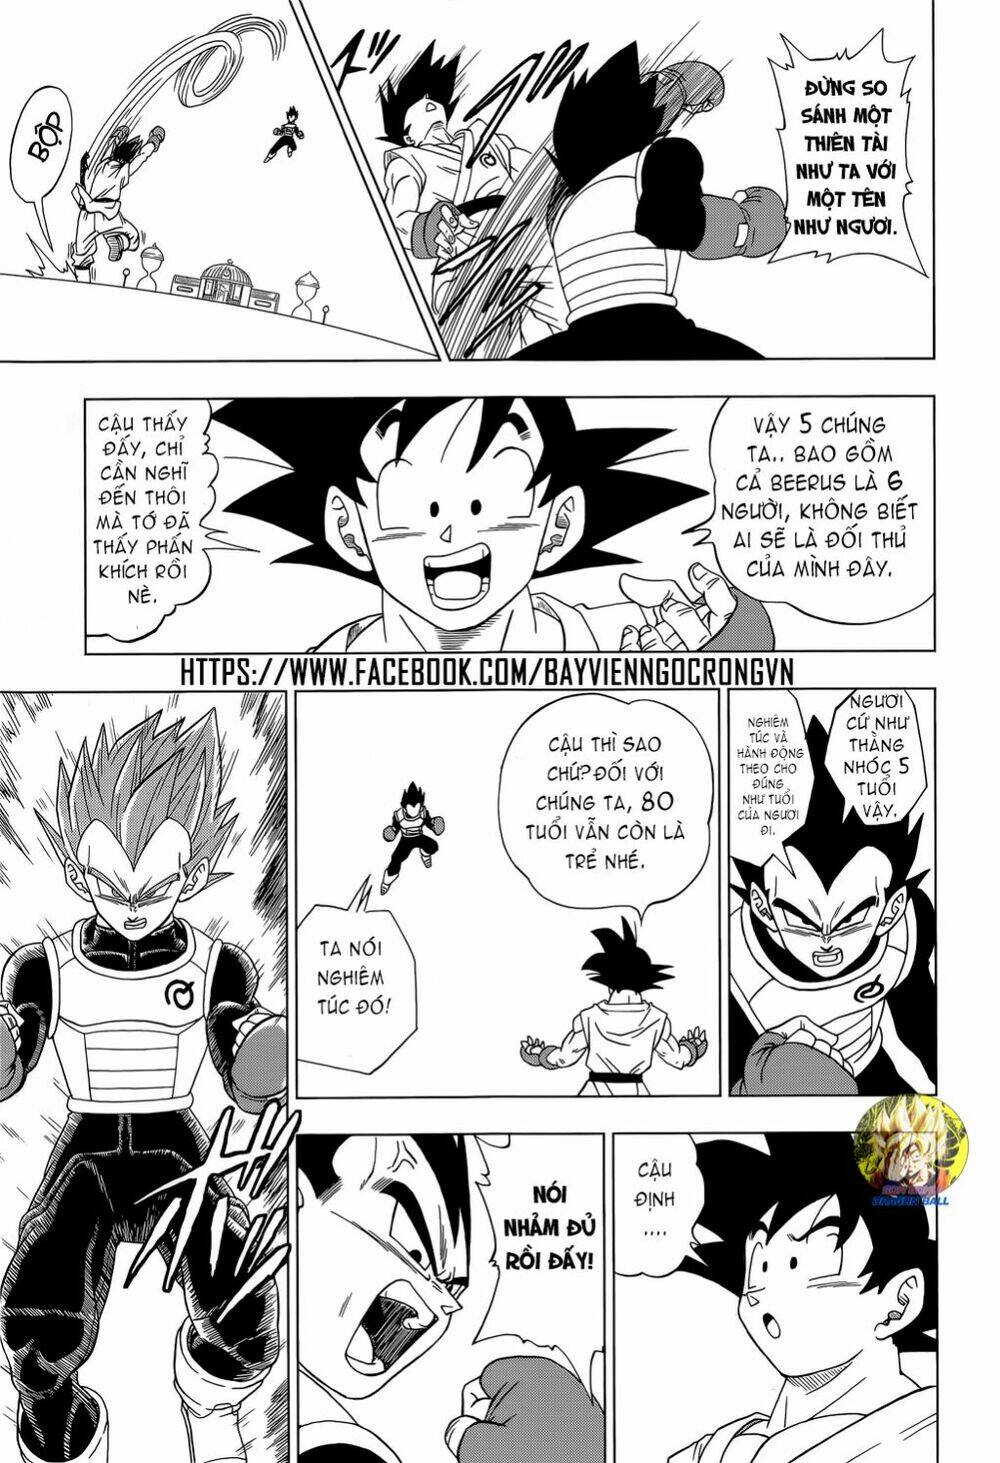 ĐỪNG SO
SÁNH MỘT
THIÊN TÀI
NHƯ TA VỚI
MỘT TÊN
NHƯ NGƯƠI.
BỘP
VẬY 5 CHÚNG
TA.. BAO GỒM
CẢ BEERUS LÀ 6
NGƯỜI, KHÔNG BIẾT
AI SẼ LÀ ĐỐI THỦ
CỦA MÌNH ĐÂY.
CẬU THẤY
ĐẤY, CHỈ
CẦN NGHĨ
ĐẾN THÔI
MÀ TỚ ĐÃ
THẤY PHẤN
KHÍCH RỒI
NÈ.
HTTPS://WWW.FACEBOOK.COM/BAYVIENNGOCRONGVN
NGƯƠI
CỨ NHƯ
THẰNG
NHÓC 5
TUỔI
VẬY.
NGHIÊM
TÚC VÀ
HÀNH ĐỘNG
THEO CHO
ĐÚNG
NHƯ TUỔI
CỦA NGƯƠI
ĐI.
CẬU THÌ SAO
CHỨ? ĐỐI VỚI
CHÚNG TA, 80
TUỔI VẪN CÒN LÀ
TRẺ NHÉ.
TA NÓI
NGHIÊM
TÚC ĐÓ!
CẬU
ĐỊNH
....
NÓI
NHẢM ĐỦ
RỒI ĐẤY!
DRAGON BALL